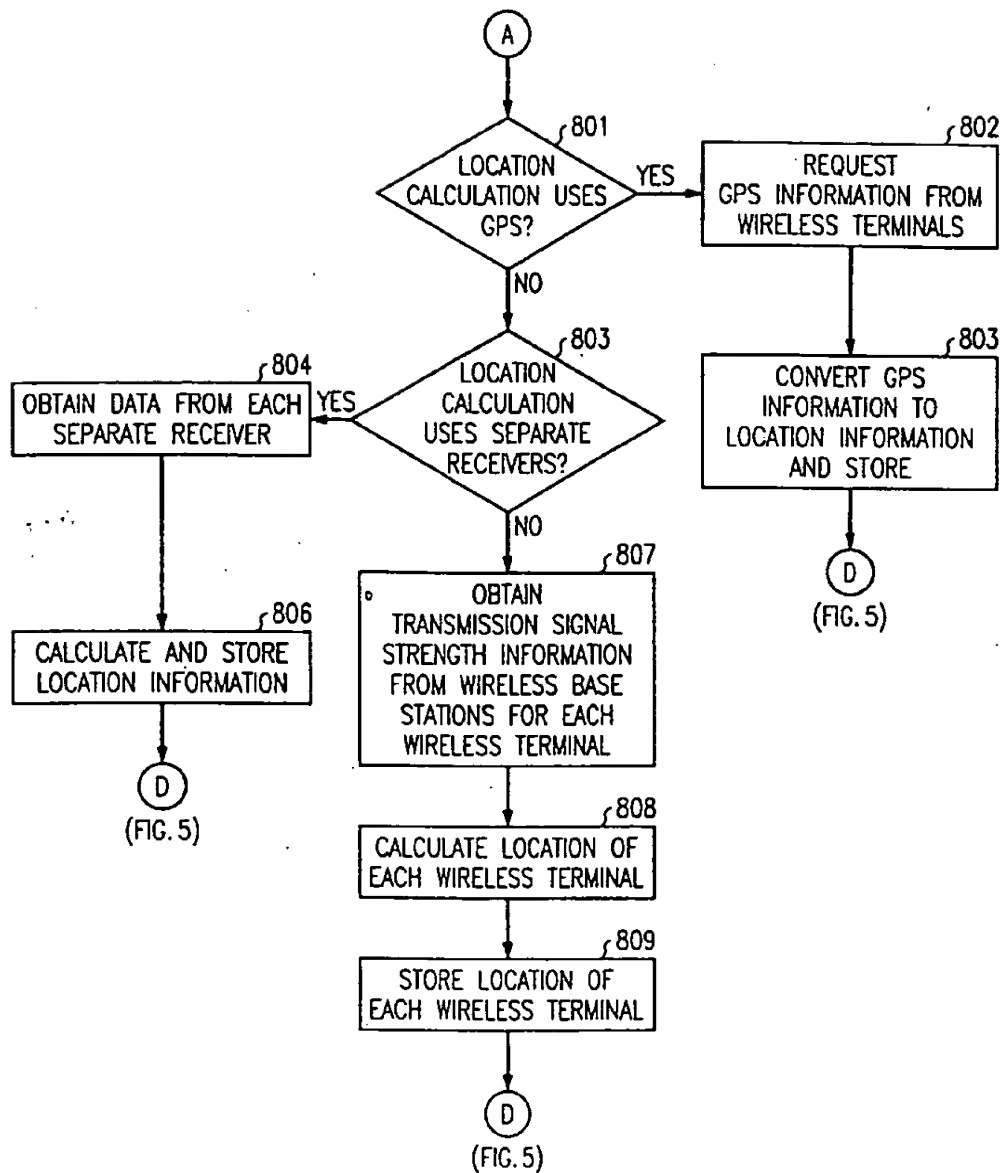 A
801
LOCATION
CALCULATION USES
GPS?
YES
NO
802
REQUEST
GPS INFORMATION FROM
WIRELESS TERMINALS
803
CONVERT GPS
INFORMATION TO
LOCATION INFORMATION
AND STORE
D
(FIG. 5)
803
LOCATION
CALCULATION
USES SEPARATE
RECEIVERS?
YES
NO
804
OBTAIN DATA FROM EACH
SEPARATE RECEIVER
806
CALCULATE AND STORE
LOCATION INFORMATION
D
(FIG. 5)
807
OBTAIN
TRANSMISSION SIGNAL
STRENGTH INFORMATION
FROM WIRELESS BASE
STATIONS FOR EACH
WIRELESS TERMINAL
808
CALCULATE LOCATION OF
EACH WIRELESS TERMINAL
809
STORE LOCATION OF
EACH WIRELESS TERMINAL
D
(FIG. 5)